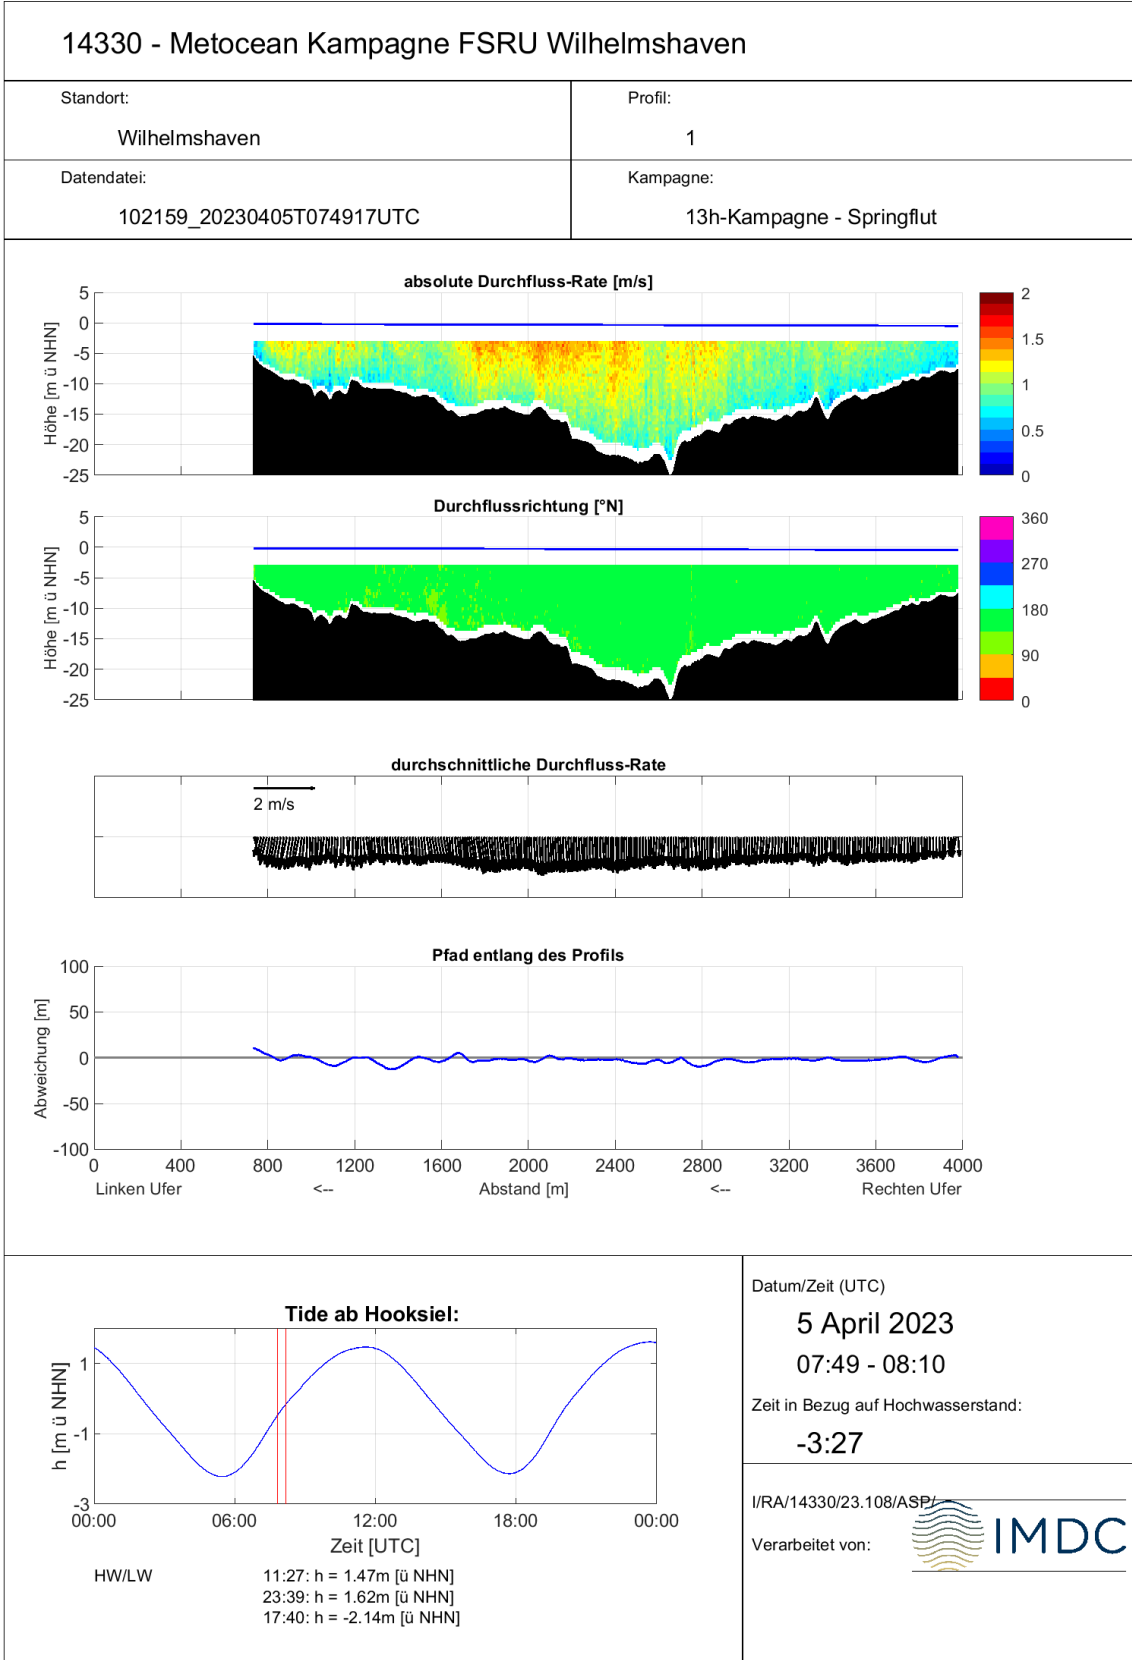 14330 - Metocean Kampagne FSRU Wilhelmshaven
Standort:
Profil:
Wilhelmshaven
1
Datendatei:
Kampagne:
102159_20230405T074917UTC
13h-Kampagne - Springflut
absolute Durchfluss-Rate [m/s]
5
0
-5
-10
-15
-20
-25
Höhe [m ü NHN]
2
1.5
1
0.5
0
Durchflussrichtung [°N]
5
0
-5
-10
-15
-20
-25
Höhe [m ü NHN]
360
270
180
90
0
durchschnittliche Durchfluss-Rate
2 m/s
Pfad entlang des Profils
100
50
0
-50
-100
Abweichung [m]
0 400 800 1200 1600 2000 2400 2800 3200 3600 4000
Linken Ufer <-- Abstand [m] <-- Rechten Ufer
Tide ab Hooksiel:
1
-1
-3
h [m ü NHN]
00:00 06:00 12:00 18:00 00:00
Zeit [UTC]
HW/LW
11:27: h = 1.47m [ü NHN]
23:39: h = 1.62m [ü NHN]
17:40: h = -2.14m [ü NHN]
Datum/Zeit (UTC)
5 April 2023
07:49 - 08:10
Zeit in Bezug auf Hochwasserstand:
-3:27
I/RA/14330/23.108/ASP/
Verarbeitet von:
IMDC